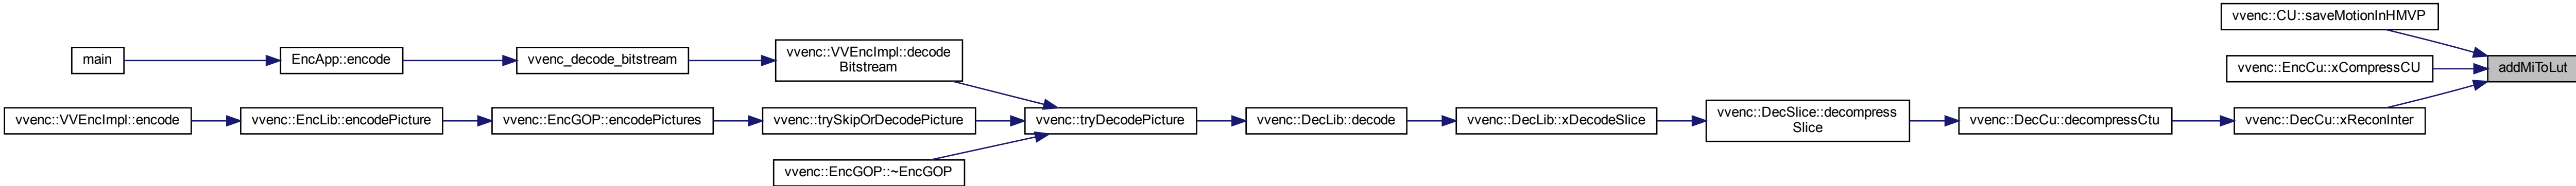 vvenc::CU::saveMotionInHMVP
main
EncApp::encode
vvenc_decode_bitstream
vvenc::VVEncImpl::decode
Bitstream
vvenc::EncCu::xCompressCU
addMiToLut
vvenc::VVEncImpl::encode
vvenc::EncLib::encodePicture
vvenc::EncGOP::encodePictures
vvenc::trySkipOrDecodePicture
vvenc::tryDecodePicture
vvenc::DecLib::decode
vvenc::DecLib::xDecodeSlice
vvenc::DecSlice::decompress
Slice
vvenc::DecCu::decompressCtu
vvenc::DecCu::xReconInter
vvenc::EncGOP::~EncGOP